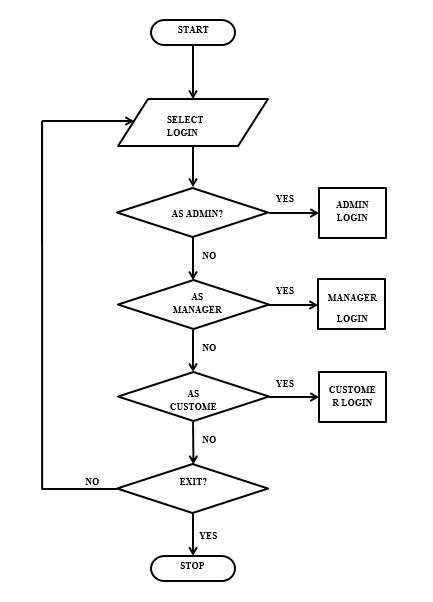 START
SELECT
LOGIN
AS ADMIN?
YES
ADMIN
LOGIN
NO
AS
MANAGER
YES
MANAGER
LOGIN
NO
AS
CUSTOME
YES
CUSTOME
R LOGIN
NO
EXIT?
NO
YES
STOP